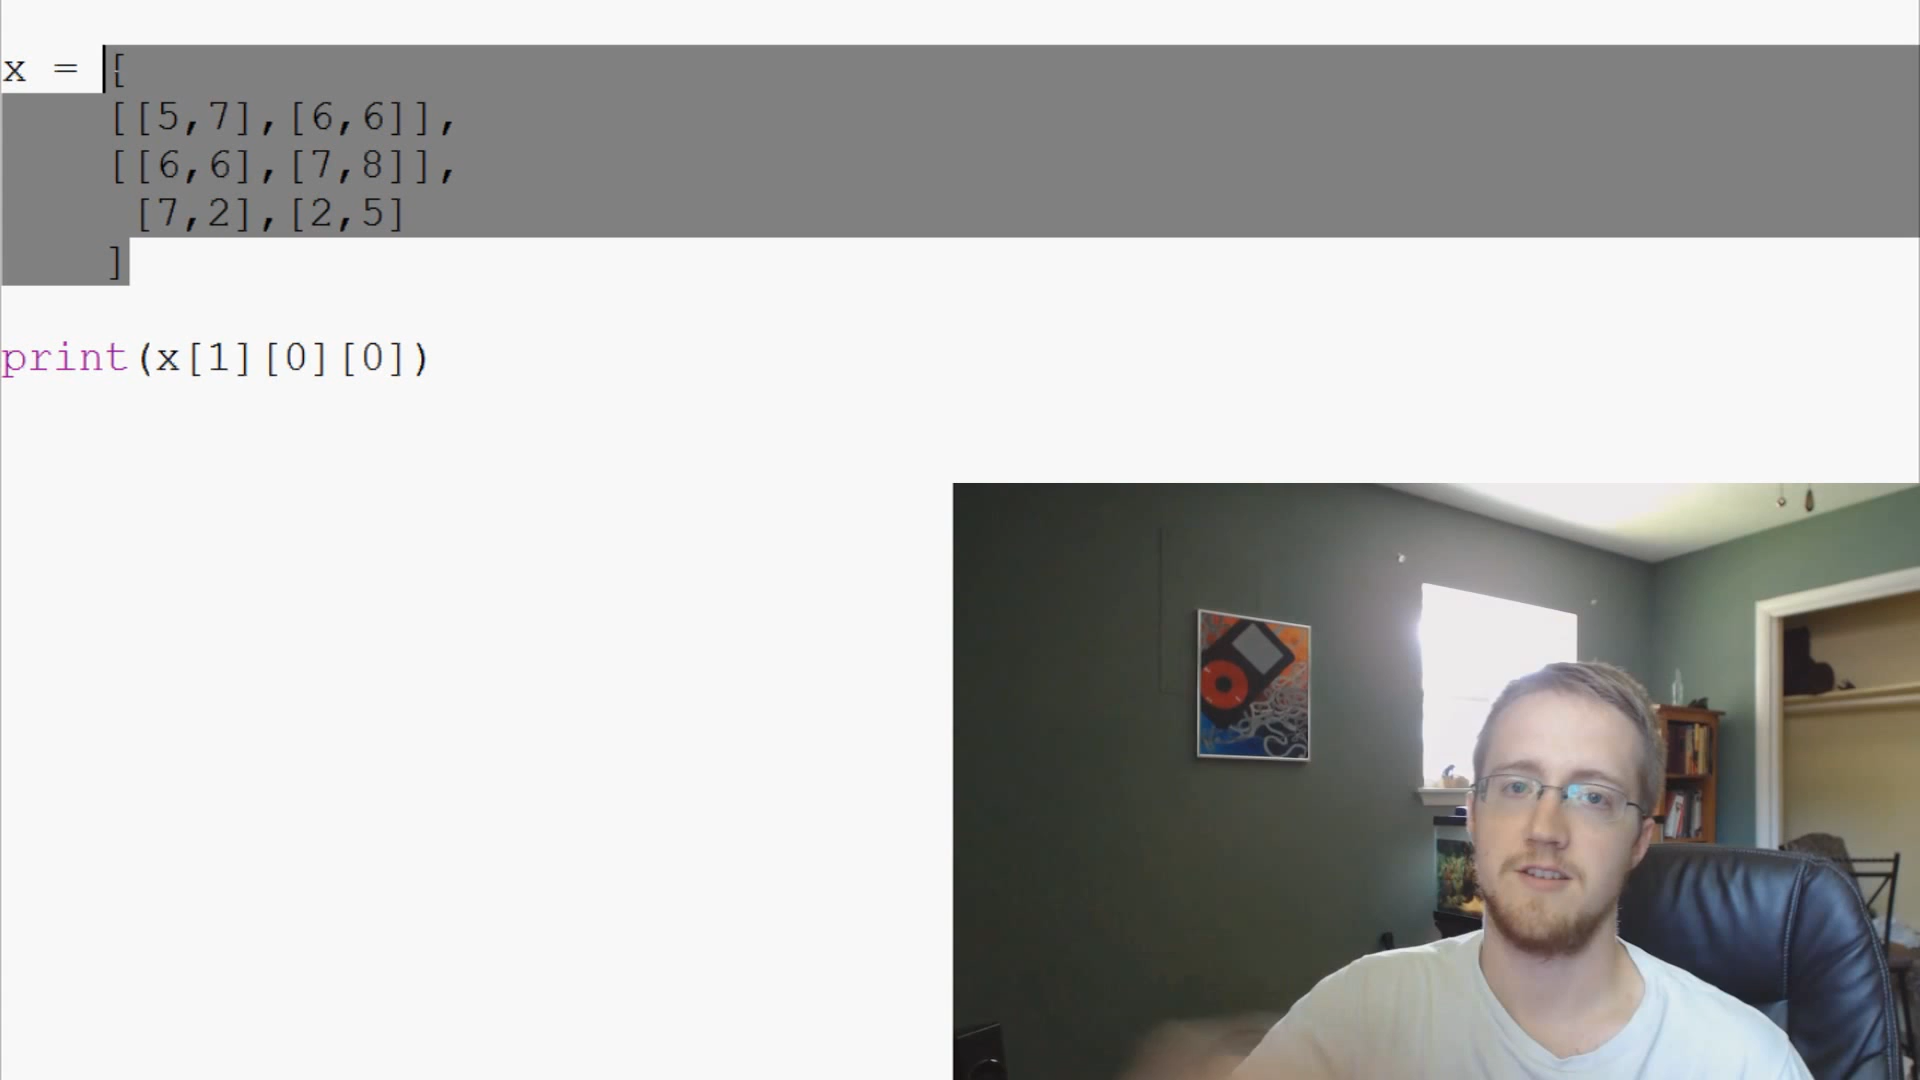 x = [
[[5,7],[6,6]],
[[6,6],[7,8]],
[7,2],[2,5]
]
print(x[1][0][0])